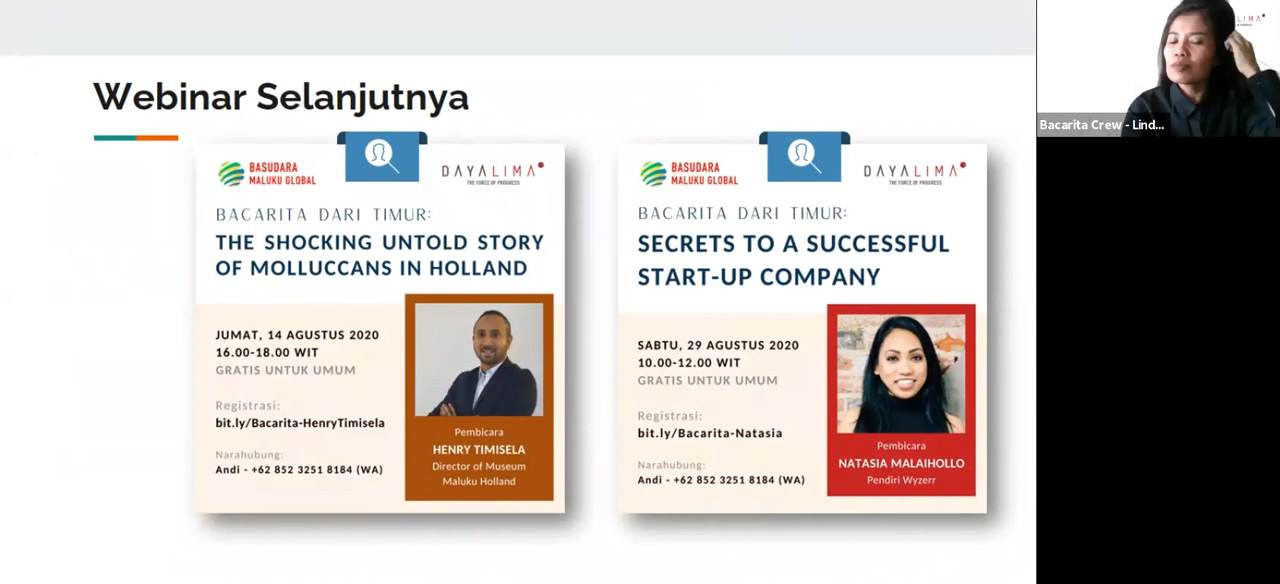 Webinar Selanjutnya
BASUDARA
MALUKU GLOBAL
DAYALIMA
THE FORCE OF PROGRESS
BACARITA DARI TIMUR:
THE SHOCKING UNTOLD STORY
OF MOLLUCCANS IN HOLLAND
JUMAT, 14 AGUSTUS 2020
16.00-18.00 WIT
GRATIS UNTUK UMUM
Registrasi:
bit.ly/Bacarita-HenryTimisela
Narahubung:
Andi - +62 852 3251 8184 (WA)
Pembicara
HENRY TIMISELA
Director of Museum
Maluku Holland
BASUDARA
MALUKU GLOBAL
DAYALIMA
THE FORCE OF PROGRESS
BACARITA DARI TIMUR:
SECRETS TO A SUCCESSFUL
START-UP COMPANY
SABTU, 29 AGUSTUS 2020
10.00-12.00 WIT
GRATIS UNTUK UMUM
Registrasi:
bit.ly/Bacarita-Natasia
Narahubung:
Andi - +62 852 3251 8184 (WA)
Pembicara
NATASIA MALAIHOLLO
Pendiri Wyzerr
Bacarita Crew - Lind...